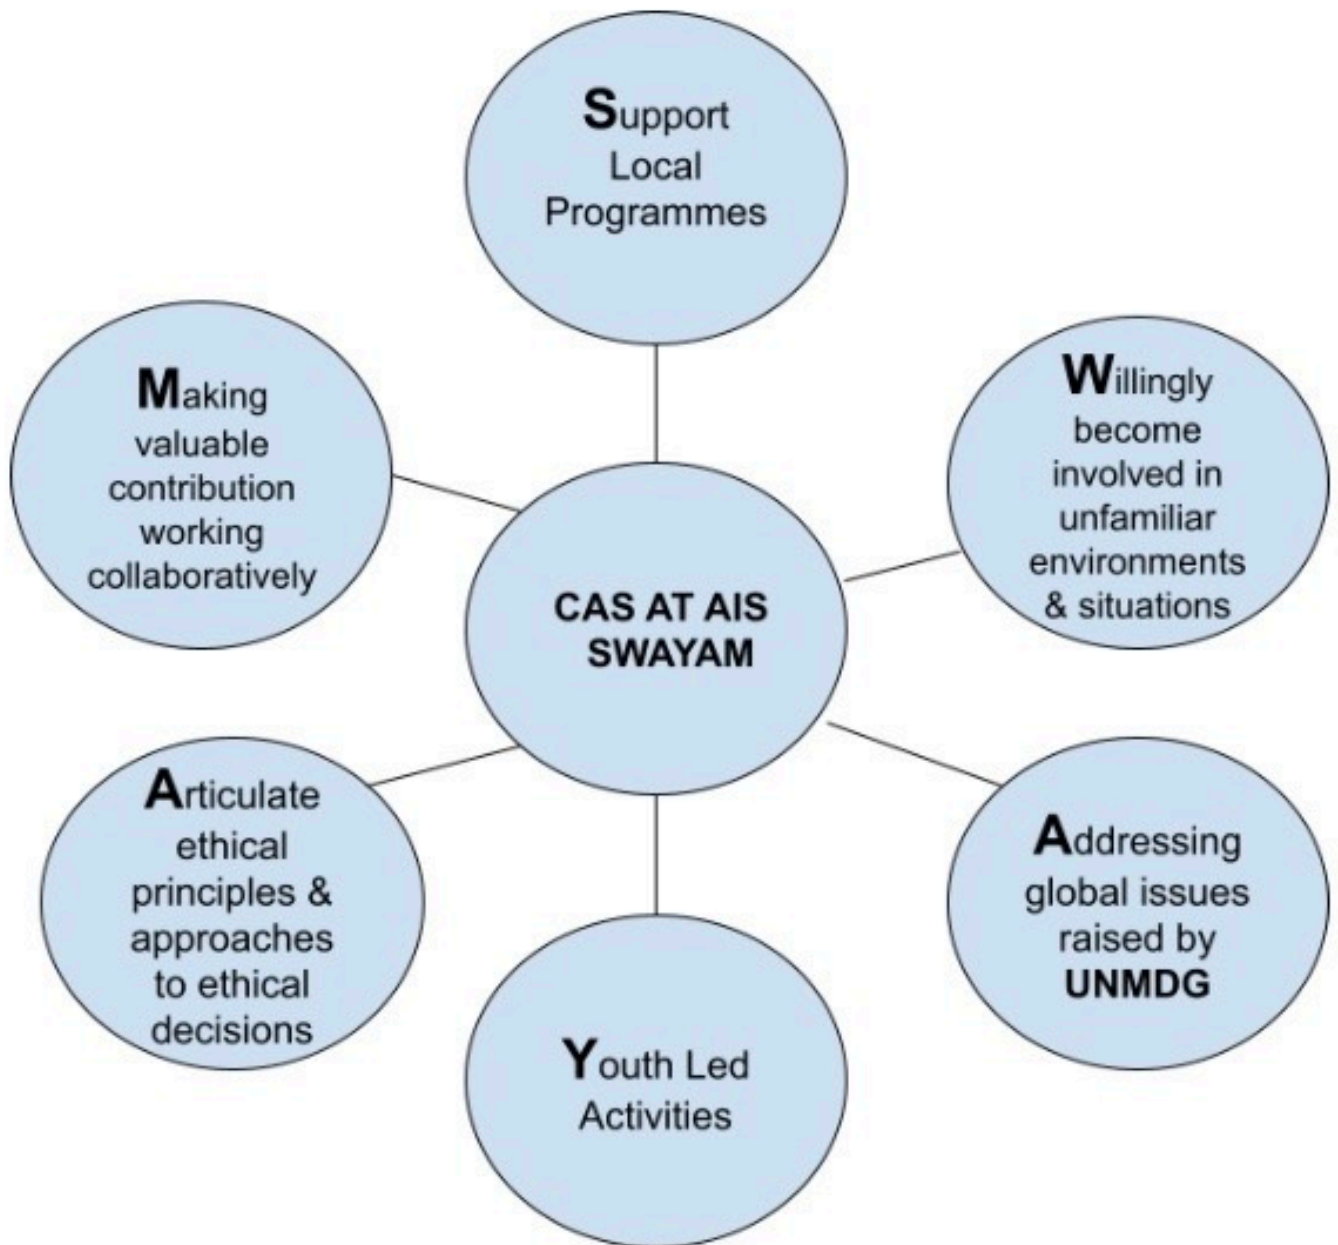 Support
Local
Programmes
Making
valuable
contribution
working
collaboratively
Willingly
become
involved in
unfamiliar
environments
& situations
CAS AT AIS
SWAYAM
Articulate
ethical
principles &
approaches
to ethical
decisions
Addressing
global issues
raised by
UNMDG
Youth Led
Activities